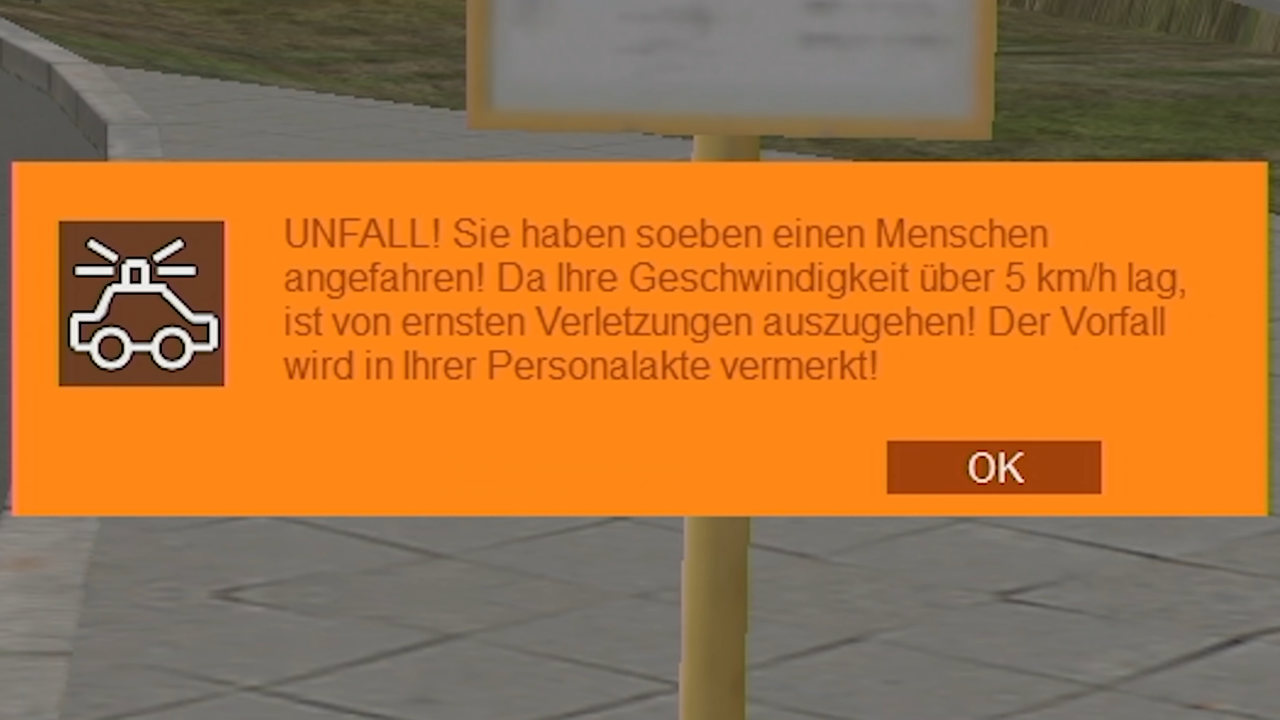 UNFALL! Sie haben soeben einen Menschen
angefahren! Da Ihre Geschwindigkeit über 5 km/h lag,
ist von ernsten Verletzungen auszugehen! Der Vorfall
wird in Ihrer Personalakte vermerkt!
OK